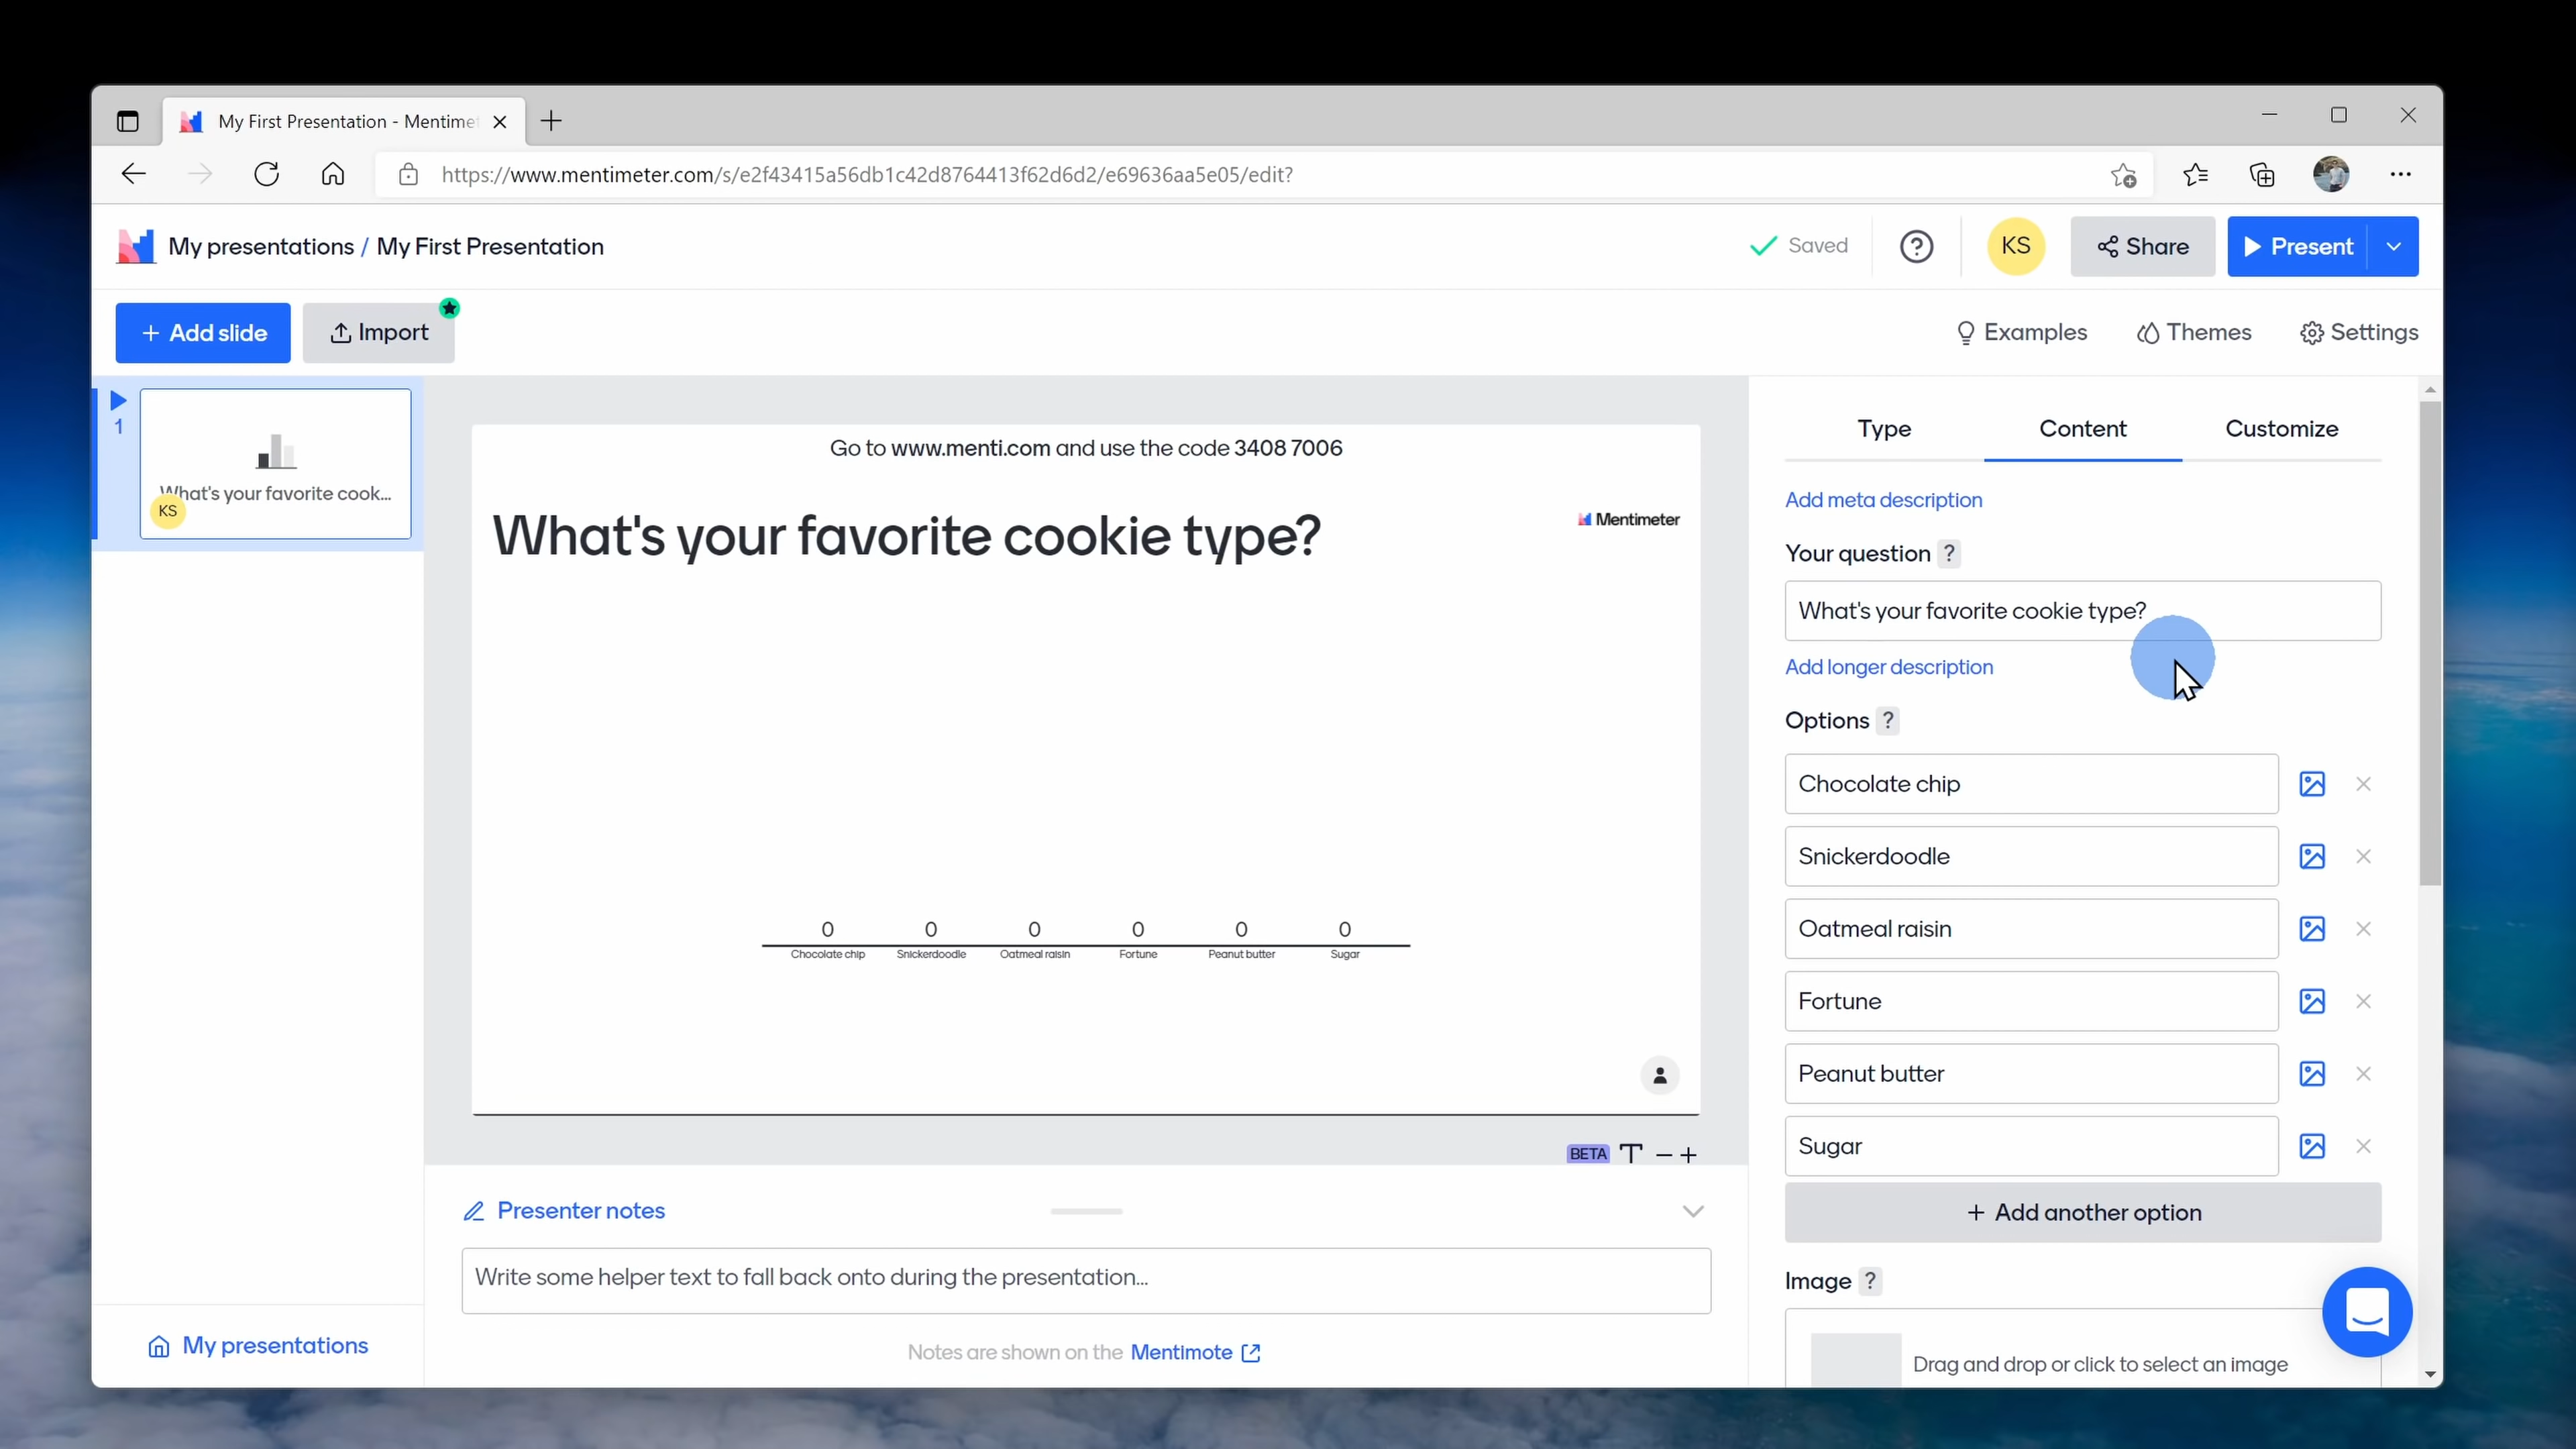 My First Presentation - Mentimet
https://www.mentimeter.com/s/e2f43415a56db1c42d8764413f62d6d2/e69636aa5e05/edit?
My presentations / My First Presentation
Saved
?
KS
Share
Present
+ Add slide
Import
Examples
Themes
Settings
1
What's your favorite cook...
KS
Go to www.menti.com and use the code 3408 7006
What's your favorite cookie type?
Mentimeter
0 0 0 0 0 0
Chocolate chip Snickerdoodle Oatmeal raisin Fortune Peanut butter Sugar
BETA T − +
Presenter notes
Write some helper text to fall back onto during the presentation...
Notes are shown on the Mentimote
My presentations
Type Content Customize
Add meta description
Your question ?
What's your favorite cookie type?
Add longer description
Options ?
Chocolate chip
Snickerdoodle
Oatmeal raisin
Fortune
Peanut butter
Sugar
+ Add another option
Image ?
Drag and drop or click to select an image